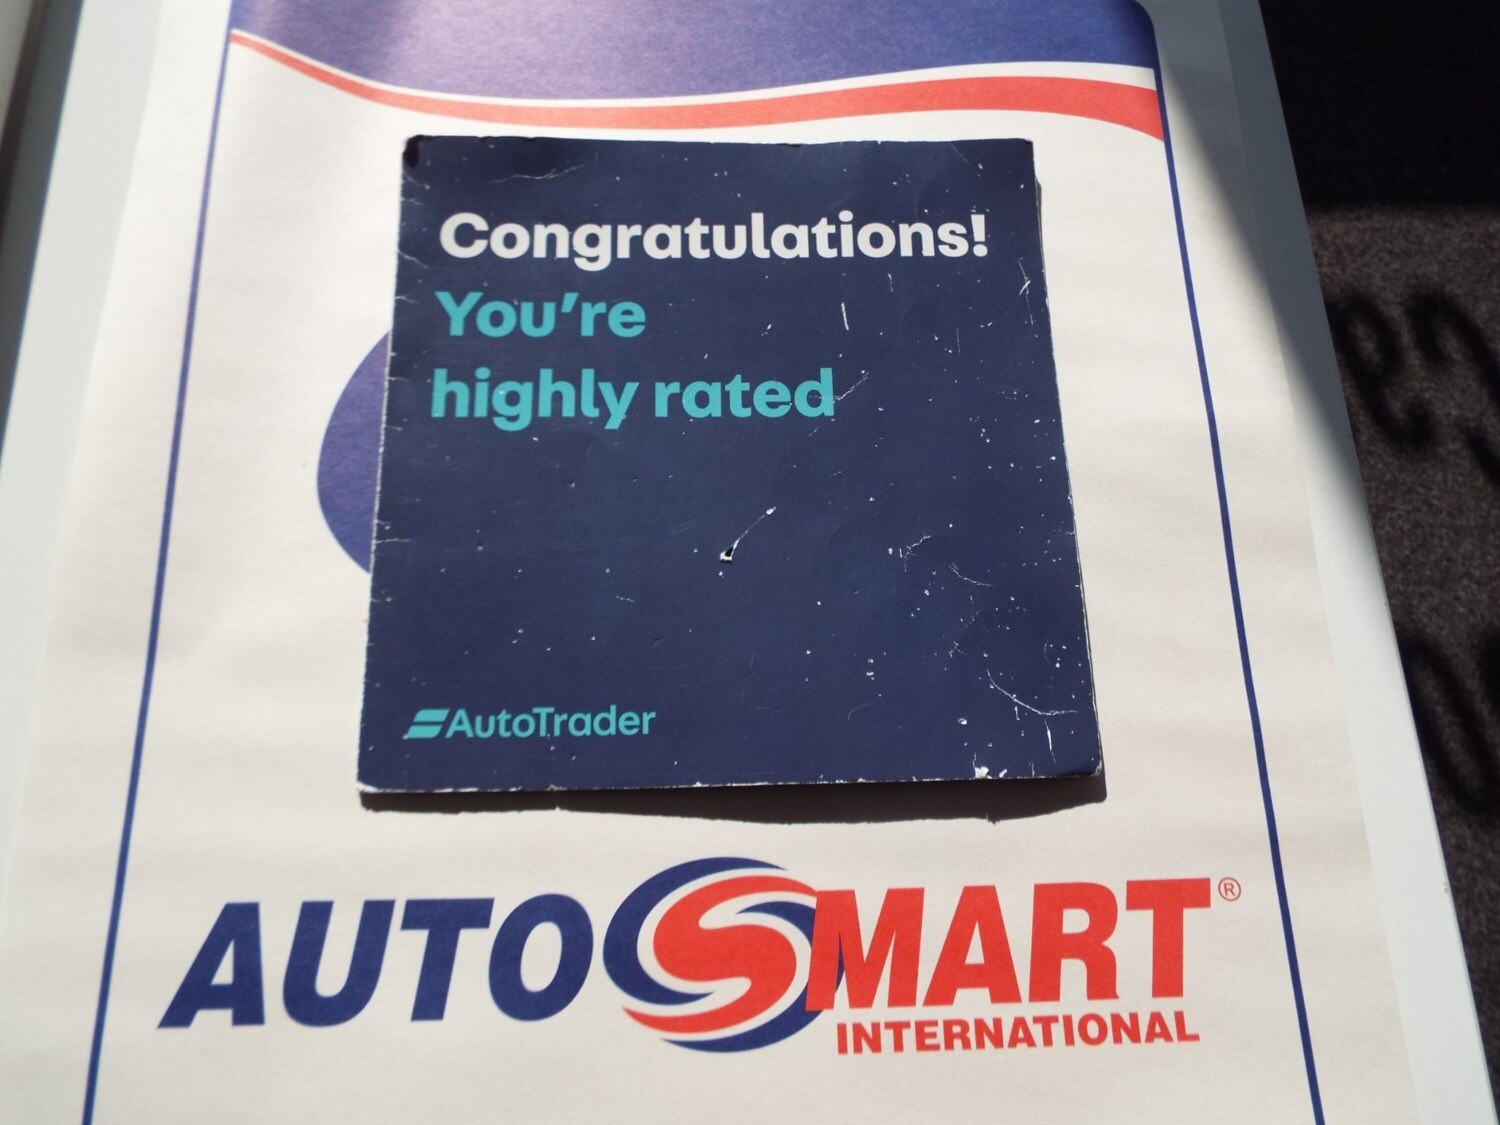 Congratulations!
You're
highly rated
AutoTrader
AUTOSMART®
INTERNATIONAL